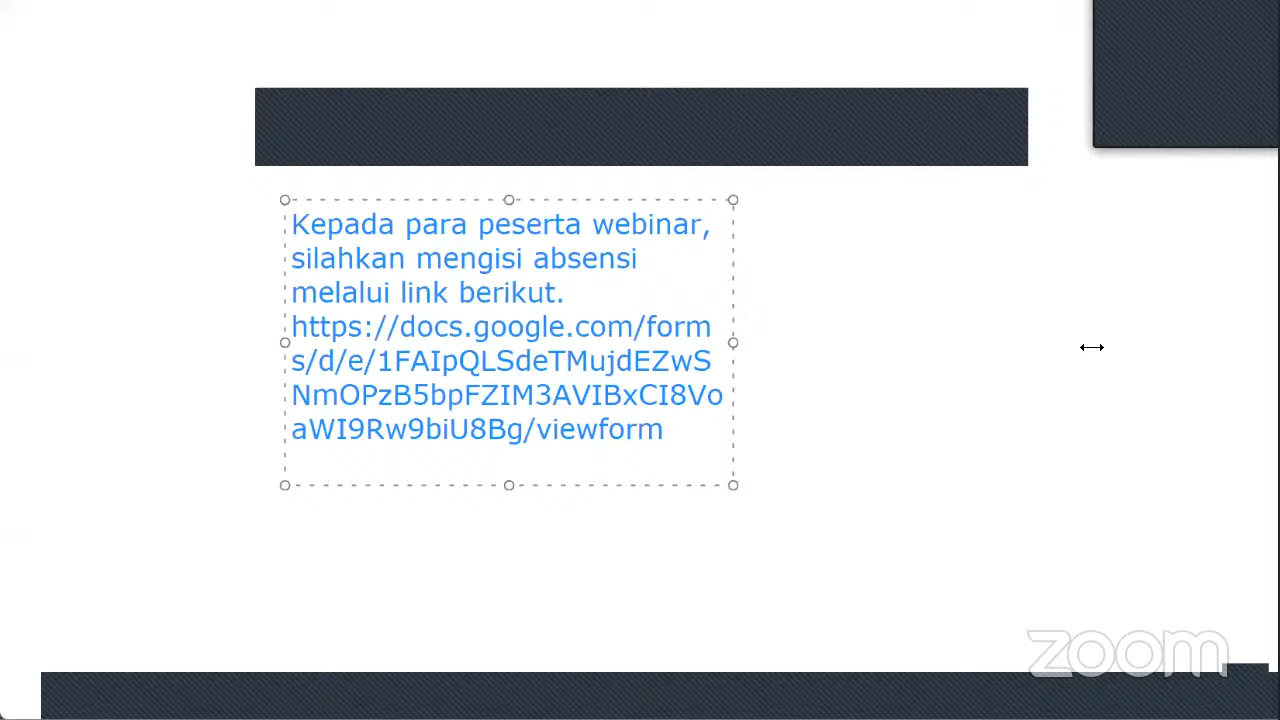 Kepada para peserta webinar,
silahkan mengisi absensi
melalui link berikut.
https://docs.google.com/form
s/d/e/1FAIpQLSdeTMujdEZwS
NmOPzB5bpFZIM3AVIBxCI8Vo
aWI9Rw9biU8Bg/viewform
zoom